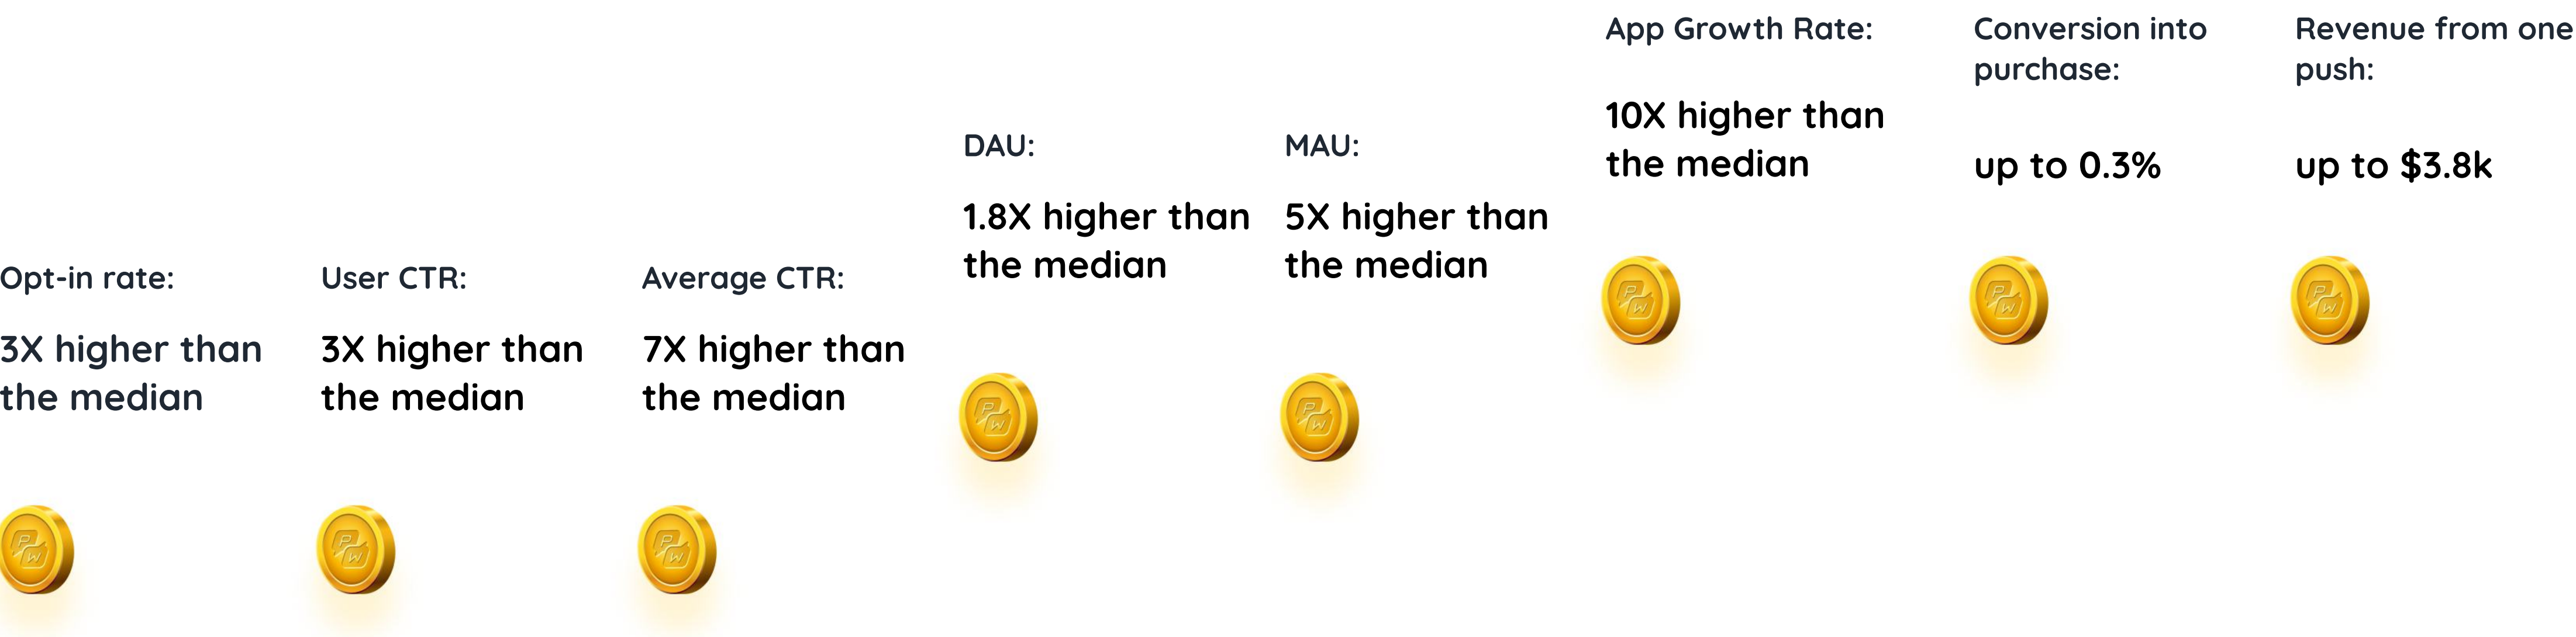 Opt-in rate:
3X higher than
the median
User CTR:
3X higher than
the median
Average CTR:
7X higher than
the median
DAU:
1.8X higher than
the median
MAU:
5X higher than
the median
App Growth Rate:
10X higher than
the median
Conversion into
purchase:
up to 0.3%
Revenue from one
push:
up to $3.8k
P
W
P
W
P
W
P
W
P
W
P
W
P
W
P
W